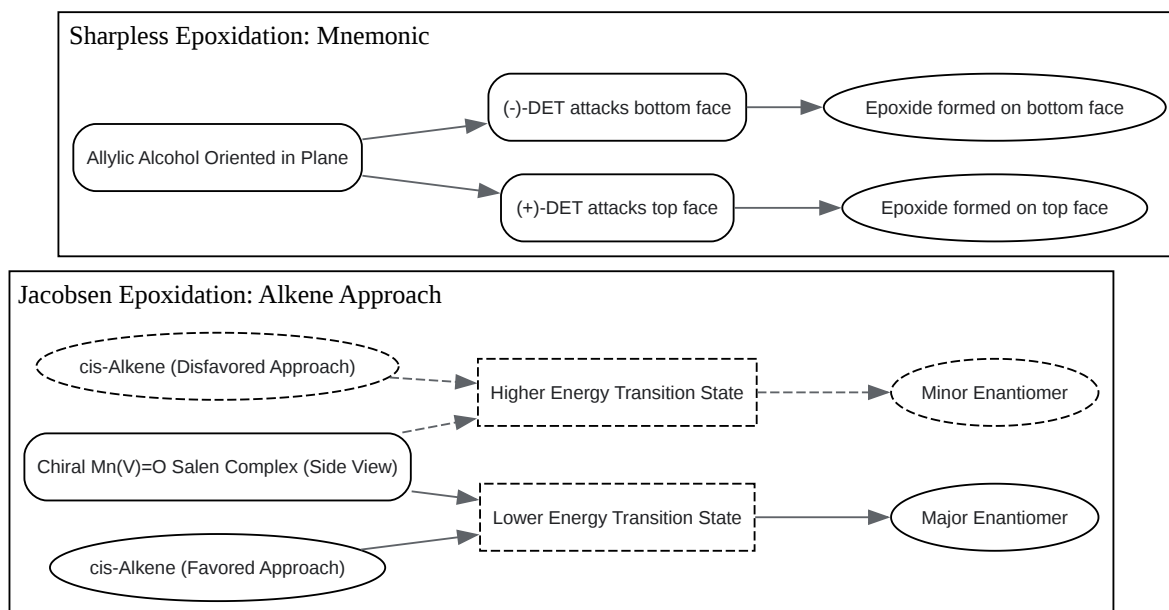 Sharpless Epoxidation: Mnemonic
(-)-DET attacks bottom face
Epoxide formed on bottom face
Allylic Alcohol Oriented in Plane
(+)-DET attacks top face
Epoxide formed on top face
Jacobsen Epoxidation: Alkene Approach
cis-Alkene (Disfavored Approach)
Higher Energy Transition State
Minor Enantiomer
Chiral Mn(V)=O Salen Complex (Side View)
Lower Energy Transition State
Major Enantiomer
cis-Alkene (Favored Approach)